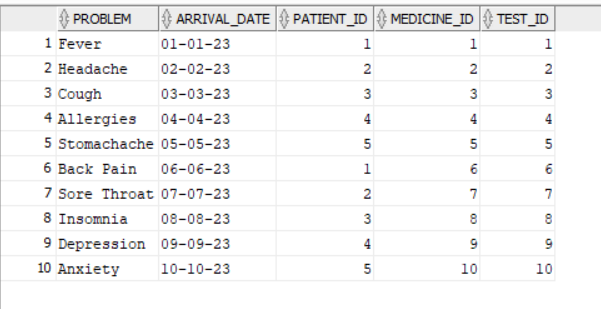 PROBLEM ARRIVAL_DATE PATIENT_ID MEDICINE_ID TEST_ID
1 Fever 01-01-23 1 1 1
2 Headache 02-02-23 2 2 2
3 Cough 03-03-23 3 3 3
4 Allergies 04-04-23 4 4 4
5 Stomachache 05-05-23 5 5 5
6 Back Pain 06-06-23 1 6 6
7 Sore Throat 07-07-23 2 7 7
8 Insomnia 08-08-23 3 8 8
9 Depression 09-09-23 4 9 9
10 Anxiety 10-10-23 5 10 10